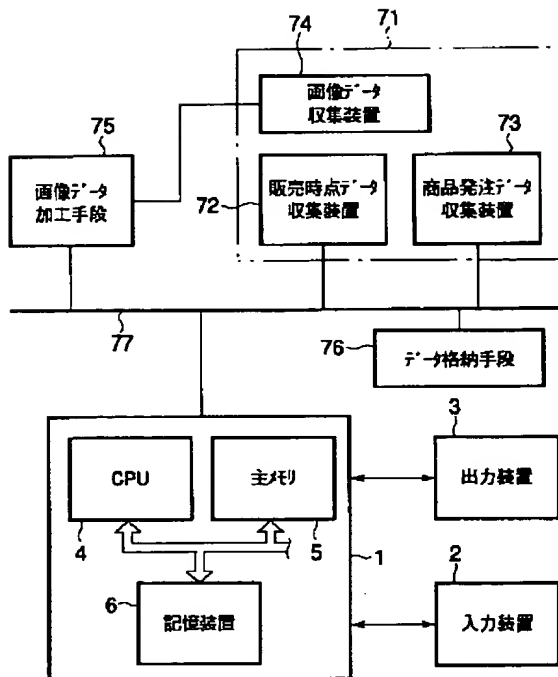 71
74
画像データ
収集装置
75
73
画像データ
加工手段
72
販売時点データ
収集装置
商品発注データ
収集装置
77
76
データ格納手段
3
CPU
主メモリ
出力装置
4
5
1
2
6
記憶装置
入力装置